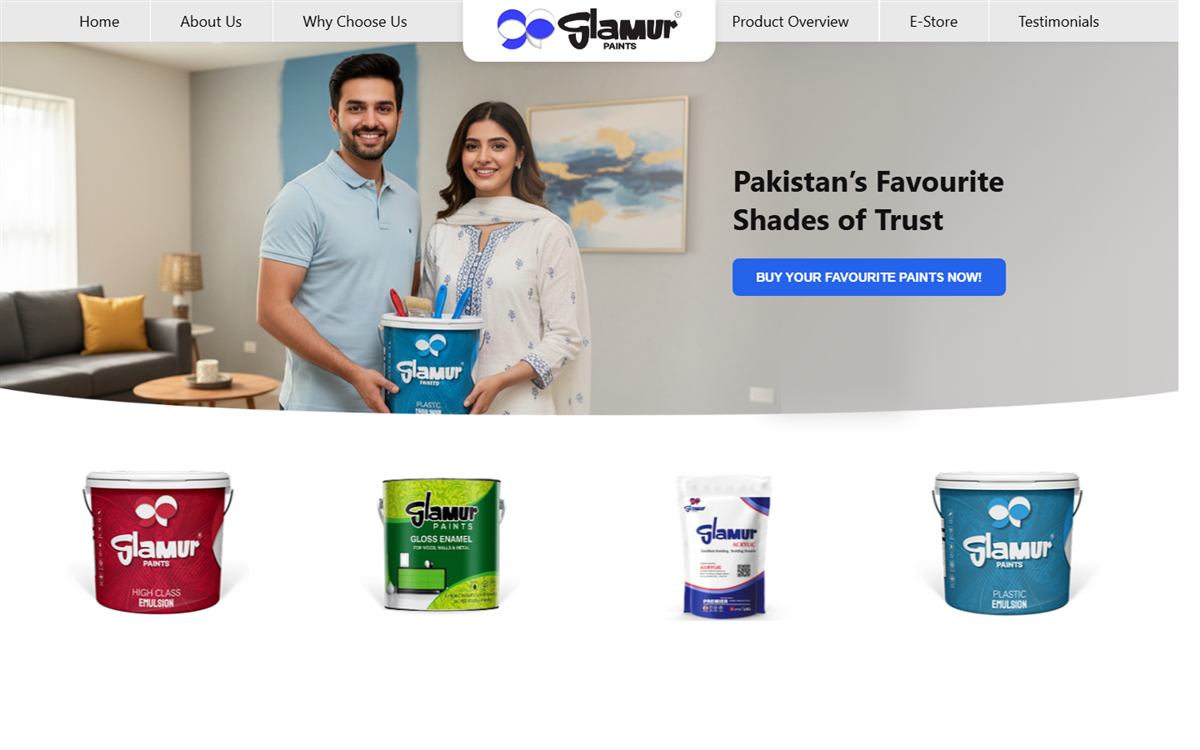 Home
About Us
Why Choose Us
Glamur
PAINTS
Product Overview
E-Store
Testimonials
Pakistan’s Favourite
Shades of Trust
BUY YOUR FAVOURITE PAINTS NOW!
Glamur
PAINTS
PLASTIC
EMULSION
Glamur
PAINTS
HIGH CLASS
EMULSION
Glamur
PAINTS
GLOSS ENAMEL
FOR WOOD, WALLS & METAL
Glamur
ACRYLIC
ACRYLIC
PREMIER
Glamur
PAINTS
PLASTIC
EMULSION